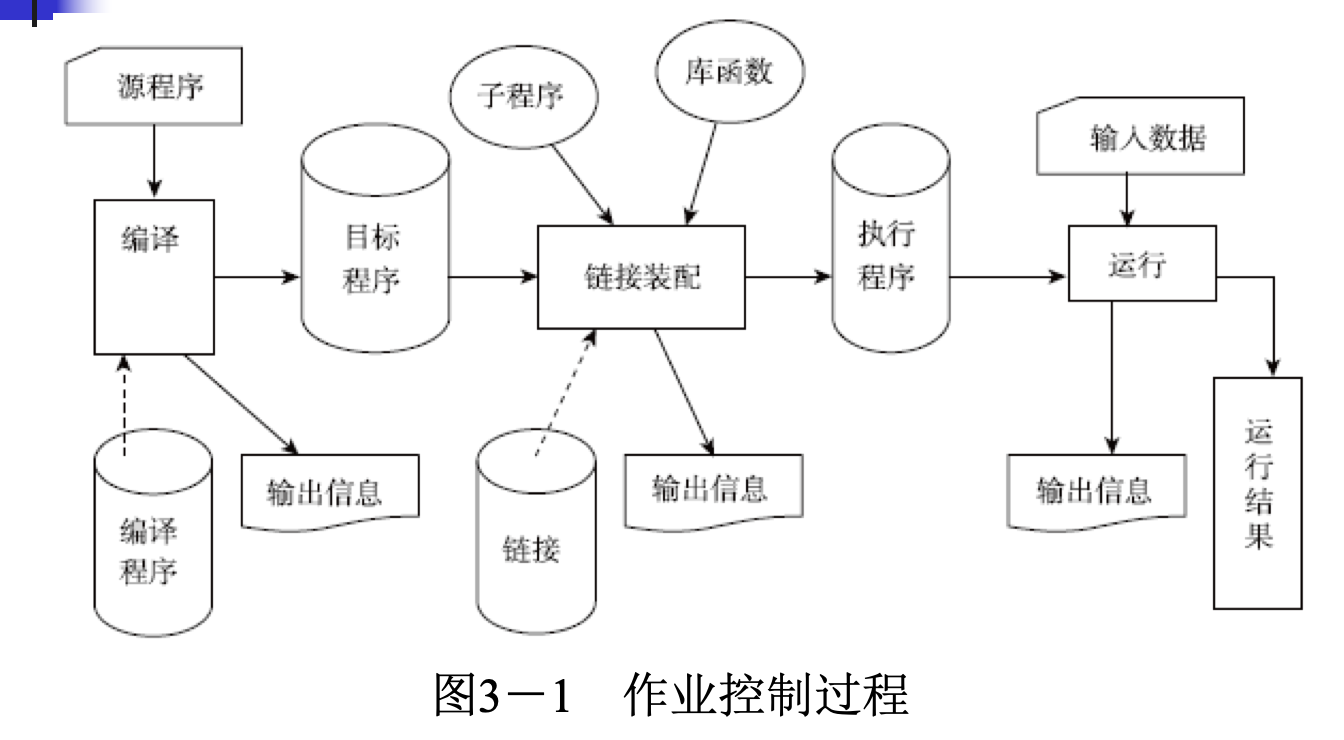 源程序
子程序
库函数
输入数据
编译
目标
程序
链接装配
执行
程序
运行
编译
程序
输出信息
链接
输出信息
输出信息
运
行
结
果
图3－1 作业控制过程